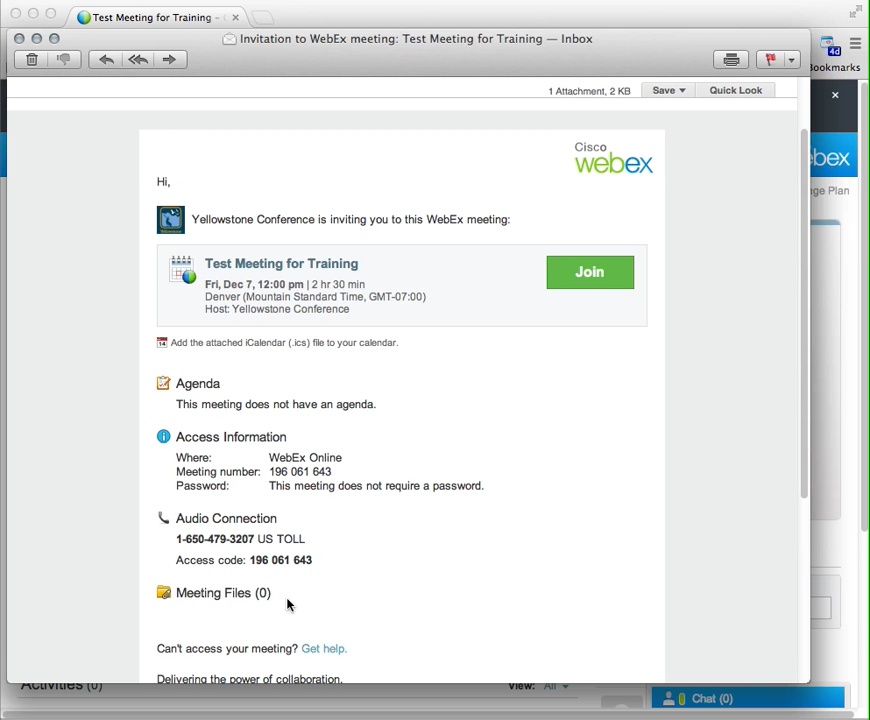 Test Meeting for Training -
Invitation to WebEx meeting: Test Meeting for Training — Inbox
4d
Bookmarks
1 Attachment, 2 KB
Save
Quick Look
Cisco
webex
Hi,
Yellowstone Conference is inviting you to this WebEx meeting:
Test Meeting for Training
Fri, Dec 7, 12:00 pm | 2 hr 30 min
Denver (Mountain Standard Time, GMT-07:00)
Host: Yellowstone Conference
Join
14 Add the attached iCalendar (.ics) file to your calendar.
Agenda
This meeting does not have an agenda.
Access Information
Where: WebEx Online
Meeting number: 196 061 643
Password: This meeting does not require a password.
Audio Connection
1-650-479-3207 US TOLL
Access code: 196 061 643
Meeting Files (0)
Can't access your meeting? Get help.
Delivering the power of collaboration.
bex
nge Plan
Activities (0)
View: All
Chat (0)